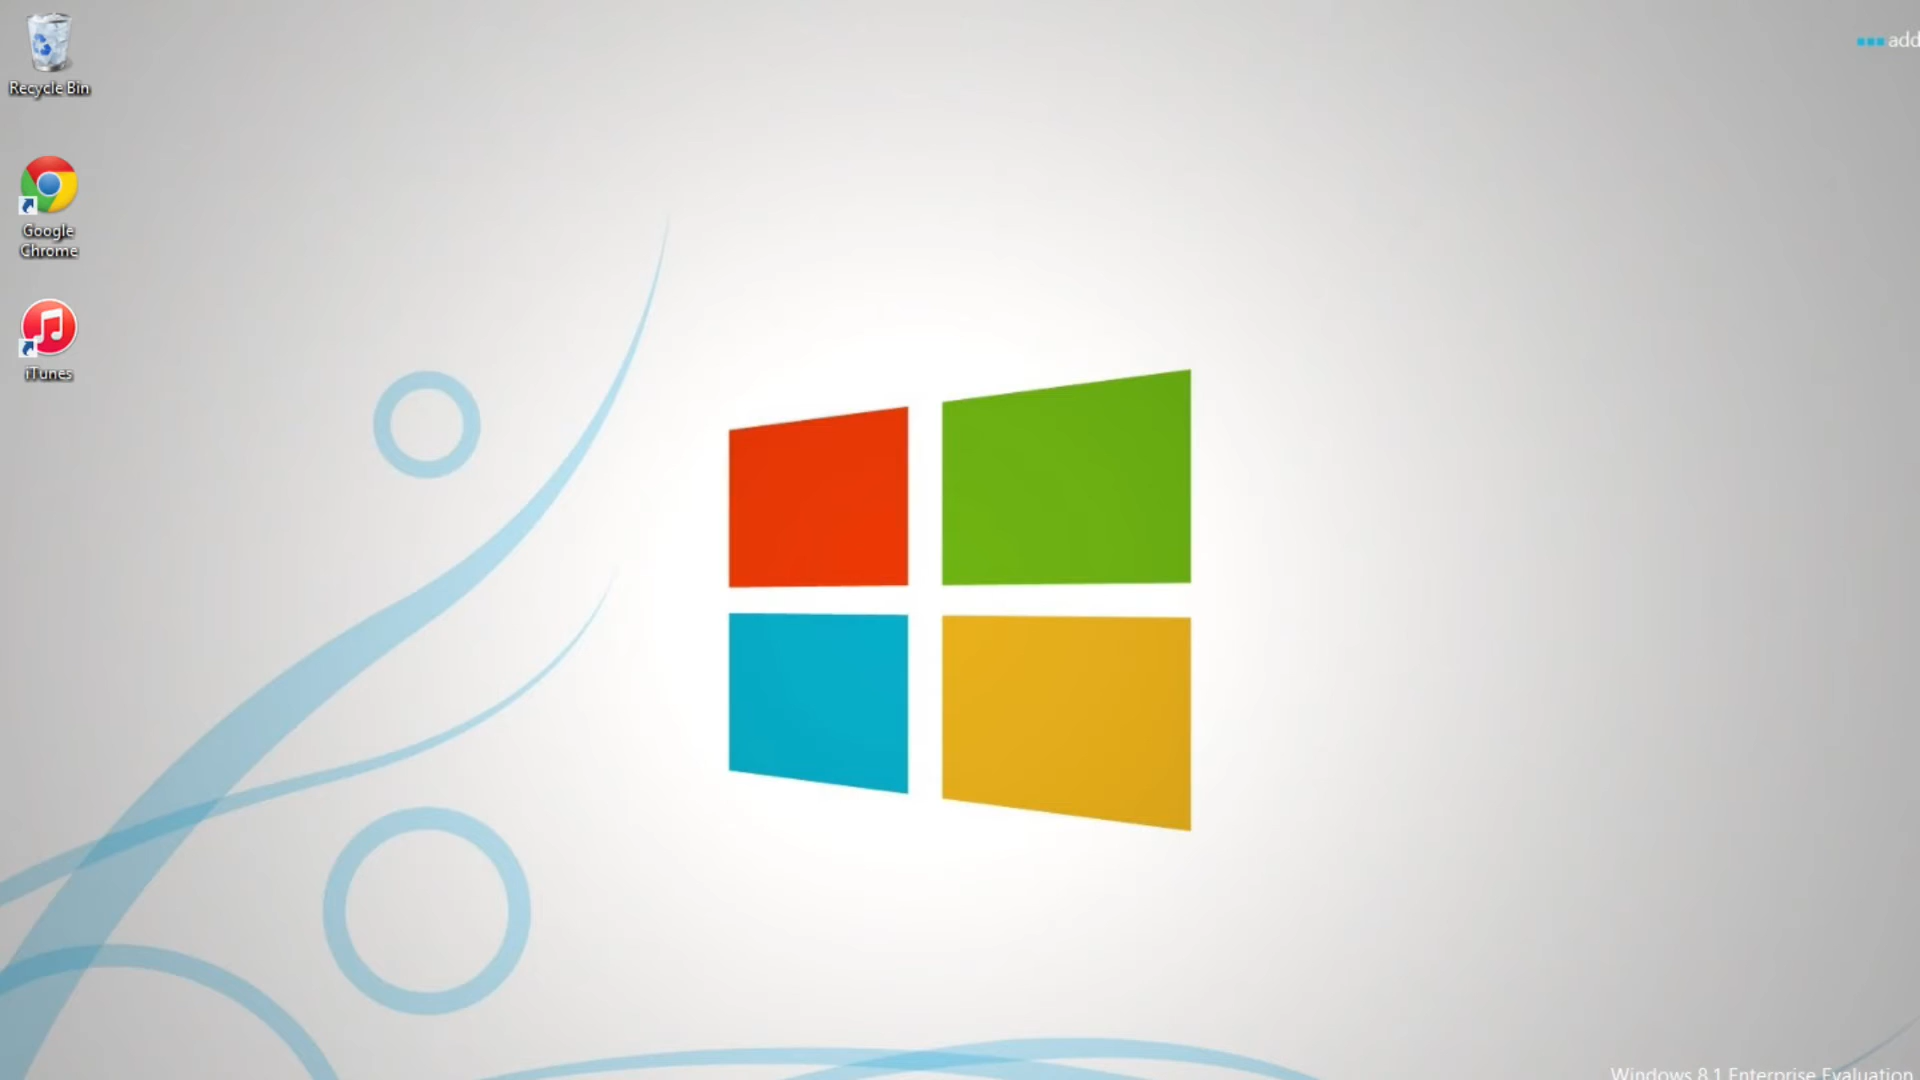 Recycle Bin
add
Google
Chrome
iTunes
Windows 8.1 Enterprise Evaluation